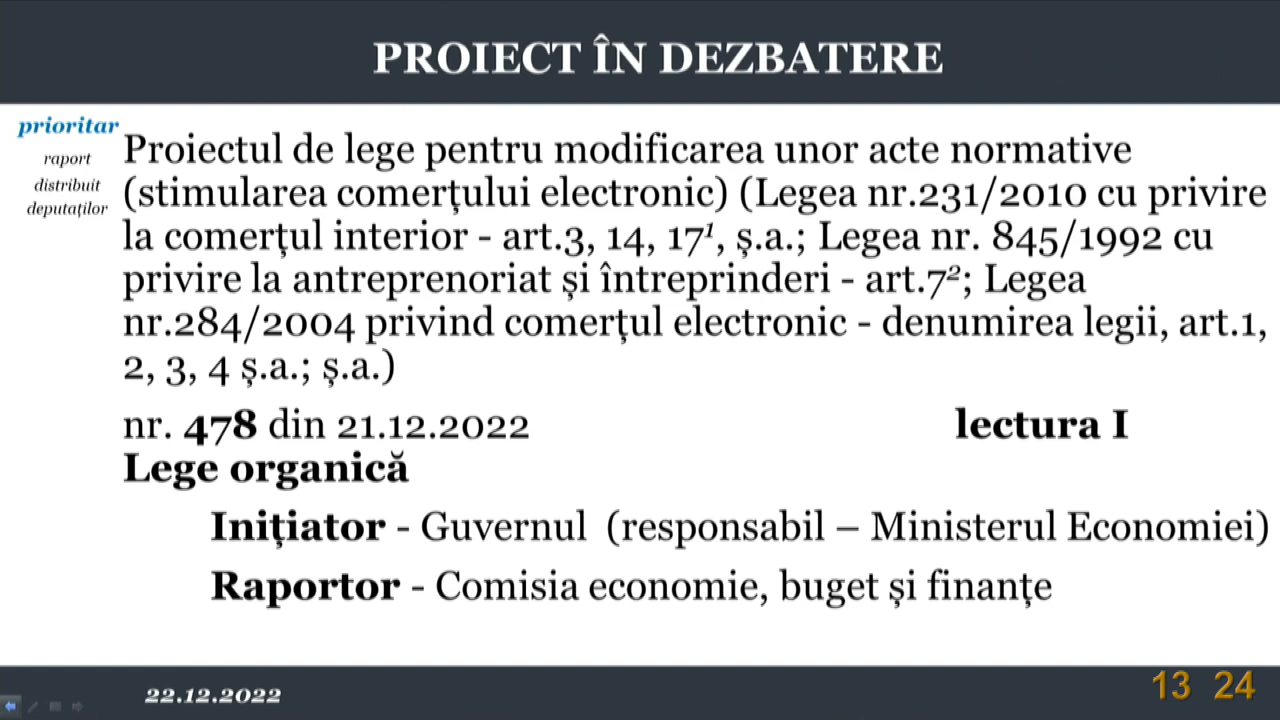 PROIECT ÎN DEZBATERE
prioritar
raport
distribuit
deputaților
Proiectul de lege pentru modificarea unor acte normative
(stimularea comerțului electronic) (Legea nr.231/2010 cu privire
la comerțul interior - art.3, 14, 17¹, ș.a.; Legea nr. 845/1992 cu
privire la antreprenoriat și întreprinderi - art.7²; Legea
nr.284/2004 privind comerțul electronic - denumirea legii, art.1,
2, 3, 4 ș.a.; ș.a.)
nr. 478 din 21.12.2022 lectura I
Lege organică
Inițiator - Guvernul (responsabil – Ministerul Economiei)
Raportor - Comisia economie, buget și finanțe
22.12.2022
13 24